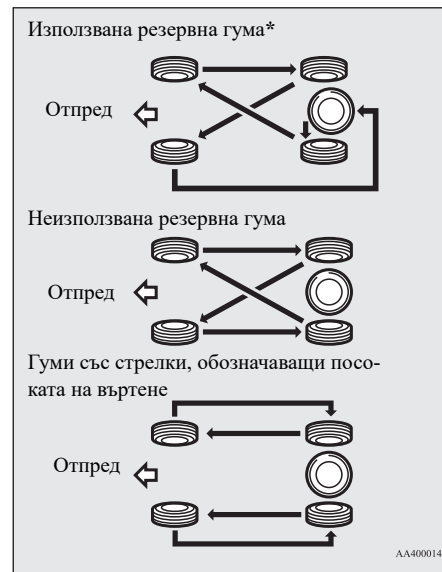 Използвана резервна гума*
Отпред
Неизползвана резервна гума
Отпред
Гуми със стрелки, обозначаващи посо-
ката на въртене
Отпред
AA400014